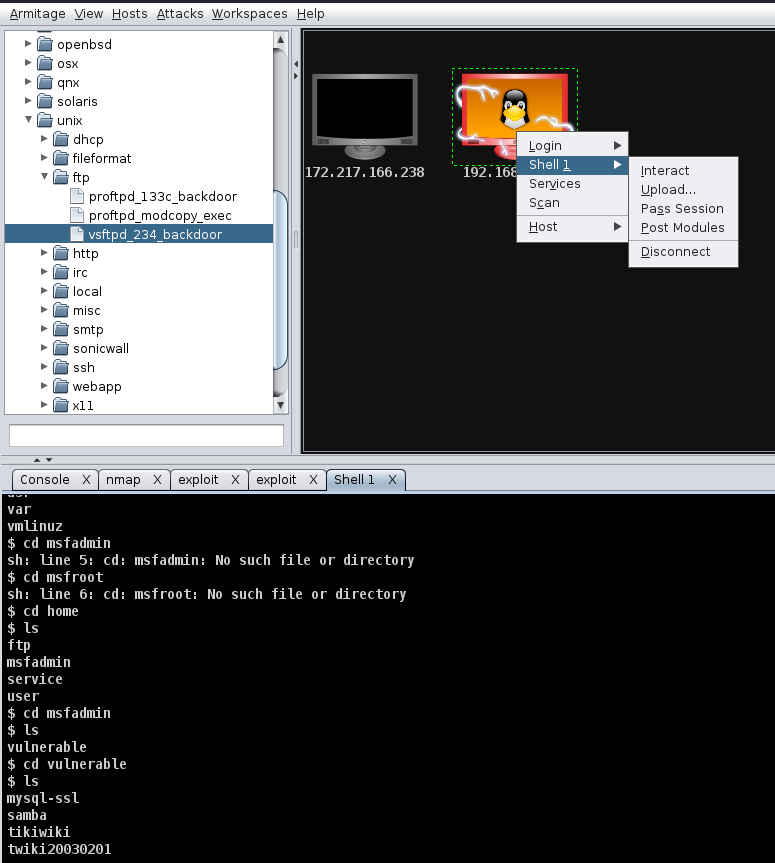 Armitage View Hosts Attacks Workspaces Help
openbsd
osx
qnx
solaris
unix
dhcp
fileformat
ftp
proftpd_133c_backdoor
proftpd_modcopy_exec
vsftpd_234_backdoor
http
irc
local
misc
smtp
sonicwall
ssh
webapp
x11
172.217.166.238
192.168
Login
Shell 1
Services
Scan
Host
Interact
Upload...
Pass Session
Post Modules
Disconnect
Console X nmap X exploit X exploit X Shell 1 X
usr
var
vmlinuz
$ cd msfadmin
sh: line 5: cd: msfadmin: No such file or directory
$ cd msfroot
sh: line 6: cd: msfroot: No such file or directory
$ cd home
$ ls
ftp
msfadmin
service
user
$ cd msfadmin
$ ls
vulnerable
$ cd vulnerable
$ ls
mysql-ssl
samba
tikiwiki
twiki20030201